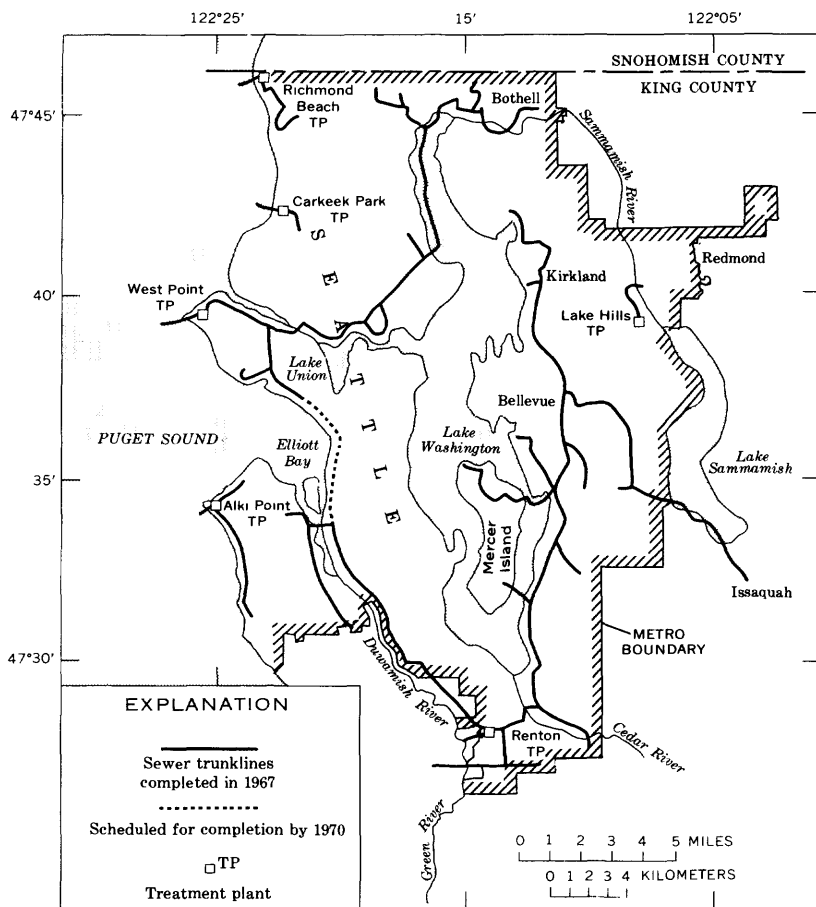 122°25'
15'
122°05'
SNOHOMISH COUNTY
KING COUNTY
Richmond
Beach
TP
Bothell
47°45'
Sammamish
River
Carkeek Park
TP
SEATTLE
Redmond
Kirkland
40'
West Point
TP
Lake Hills
TP
Lake
Union
Bellevue
PUGET SOUND
Elliott
Bay
Lake
Washington
Lake
Sammamish
35'
Alki Point
TP
Mercer
Island
Issaquah
METRO
BOUNDARY
47°30'
Duwamish River
EXPLANATION
Sewer trunklines
completed in 1967
Scheduled for completion by 1970
TP
Treatment plant
Renton
TP
Cedar River
Green River
0 1 2 3 4 5 MILES
0 1 2 3 4 KILOMETERS